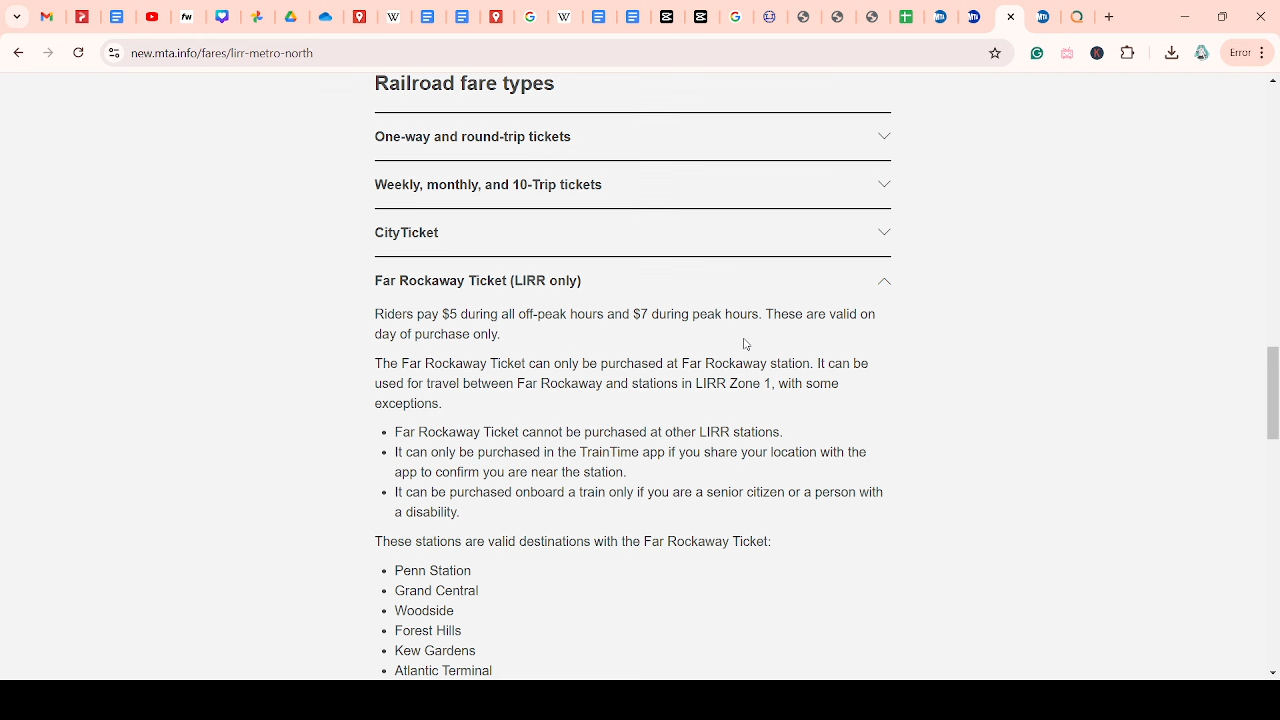 new.mta.info/fares/lirr-metro-north
Error
Railroad fare types
One-way and round-trip tickets
Weekly, monthly, and 10-Trip tickets
CityTicket
Far Rockaway Ticket (LIRR only)
Riders pay $5 during all off-peak hours and $7 during peak hours. These are valid on
day of purchase only.
The Far Rockaway Ticket can only be purchased at Far Rockaway station. It can be
used for travel between Far Rockaway and stations in LIRR Zone 1, with some
exceptions.
• Far Rockaway Ticket cannot be purchased at other LIRR stations.
• It can only be purchased in the TrainTime app if you share your location with the
app to confirm you are near the station.
• It can be purchased onboard a train only if you are a senior citizen or a person with
a disability.
These stations are valid destinations with the Far Rockaway Ticket:
• Penn Station
• Grand Central
• Woodside
• Forest Hills
• Kew Gardens
• Atlantic Terminal